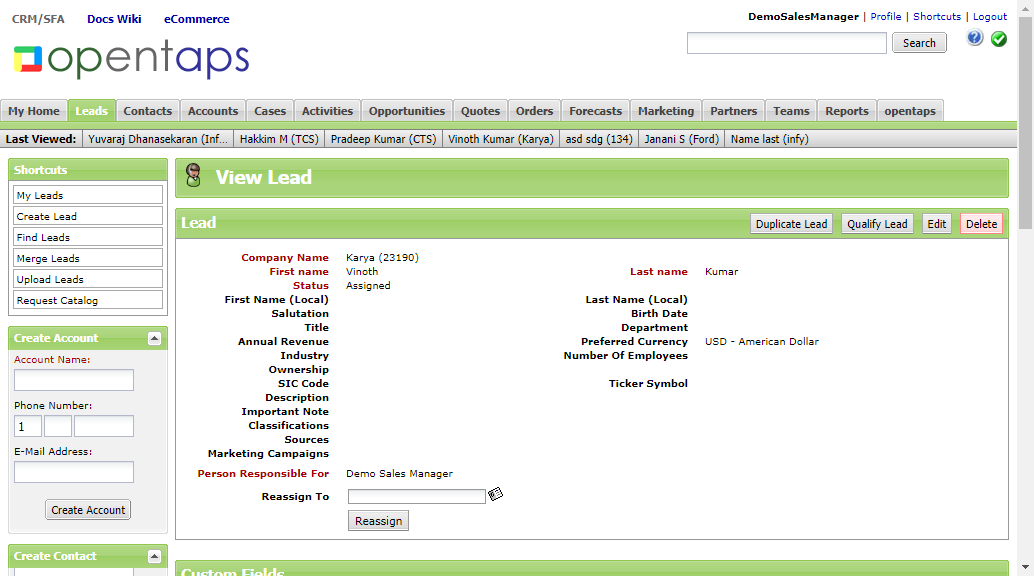 CRM/SFA Docs Wiki eCommerce
DemoSalesManager | Profile | Shortcuts | Logout
opentaps
Search
My Home Leads Contacts Accounts Cases Activities Opportunities Quotes Orders Forecasts Marketing Partners Teams Reports opentaps
Last Viewed: Yuvaraj Dhanasekaran (Inf... Hakkim M (TCS) Pradeep Kumar (CTS) Vinoth Kumar (Karya) asd sdg (134) Janani S (Ford) Name last (infy)
Shortcuts
My Leads
Create Lead
Find Leads
Merge Leads
Upload Leads
Request Catalog
Create Account
Account Name:
Phone Number:
1
E-Mail Address:
Create Account
Create Contact
View Lead
Lead Duplicate Lead Qualify Lead Edit Delete
Company Name Karya (23190)
First name Vinoth Last name Kumar
Status Assigned
First Name (Local) Last Name (Local)
Salutation Birth Date
Title Department
Annual Revenue Preferred Currency USD - American Dollar
Industry Number Of Employees
Ownership
SIC Code Ticker Symbol
Description
Important Note
Classifications
Sources
Marketing Campaigns
Person Responsible For Demo Sales Manager
Reassign To
Reassign
Custom Fields